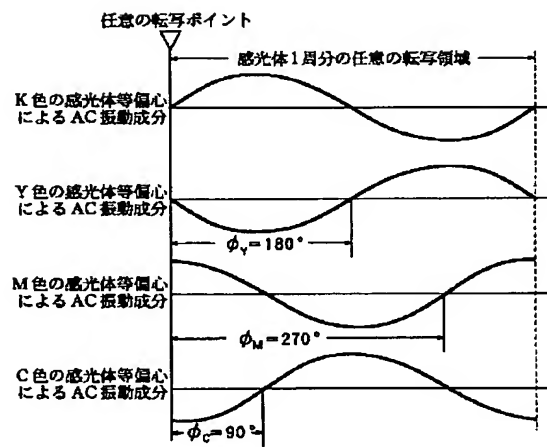 任意の転写ポイント
感光体1周分の任意の転写領域
K色の感光体等偏心
によるAC振動成分
Y色の感光体等偏心
によるAC振動成分
φY=180°
M色の感光体等偏心
によるAC振動成分
φM=270°
C色の感光体等偏心
によるAC振動成分
φC=90°